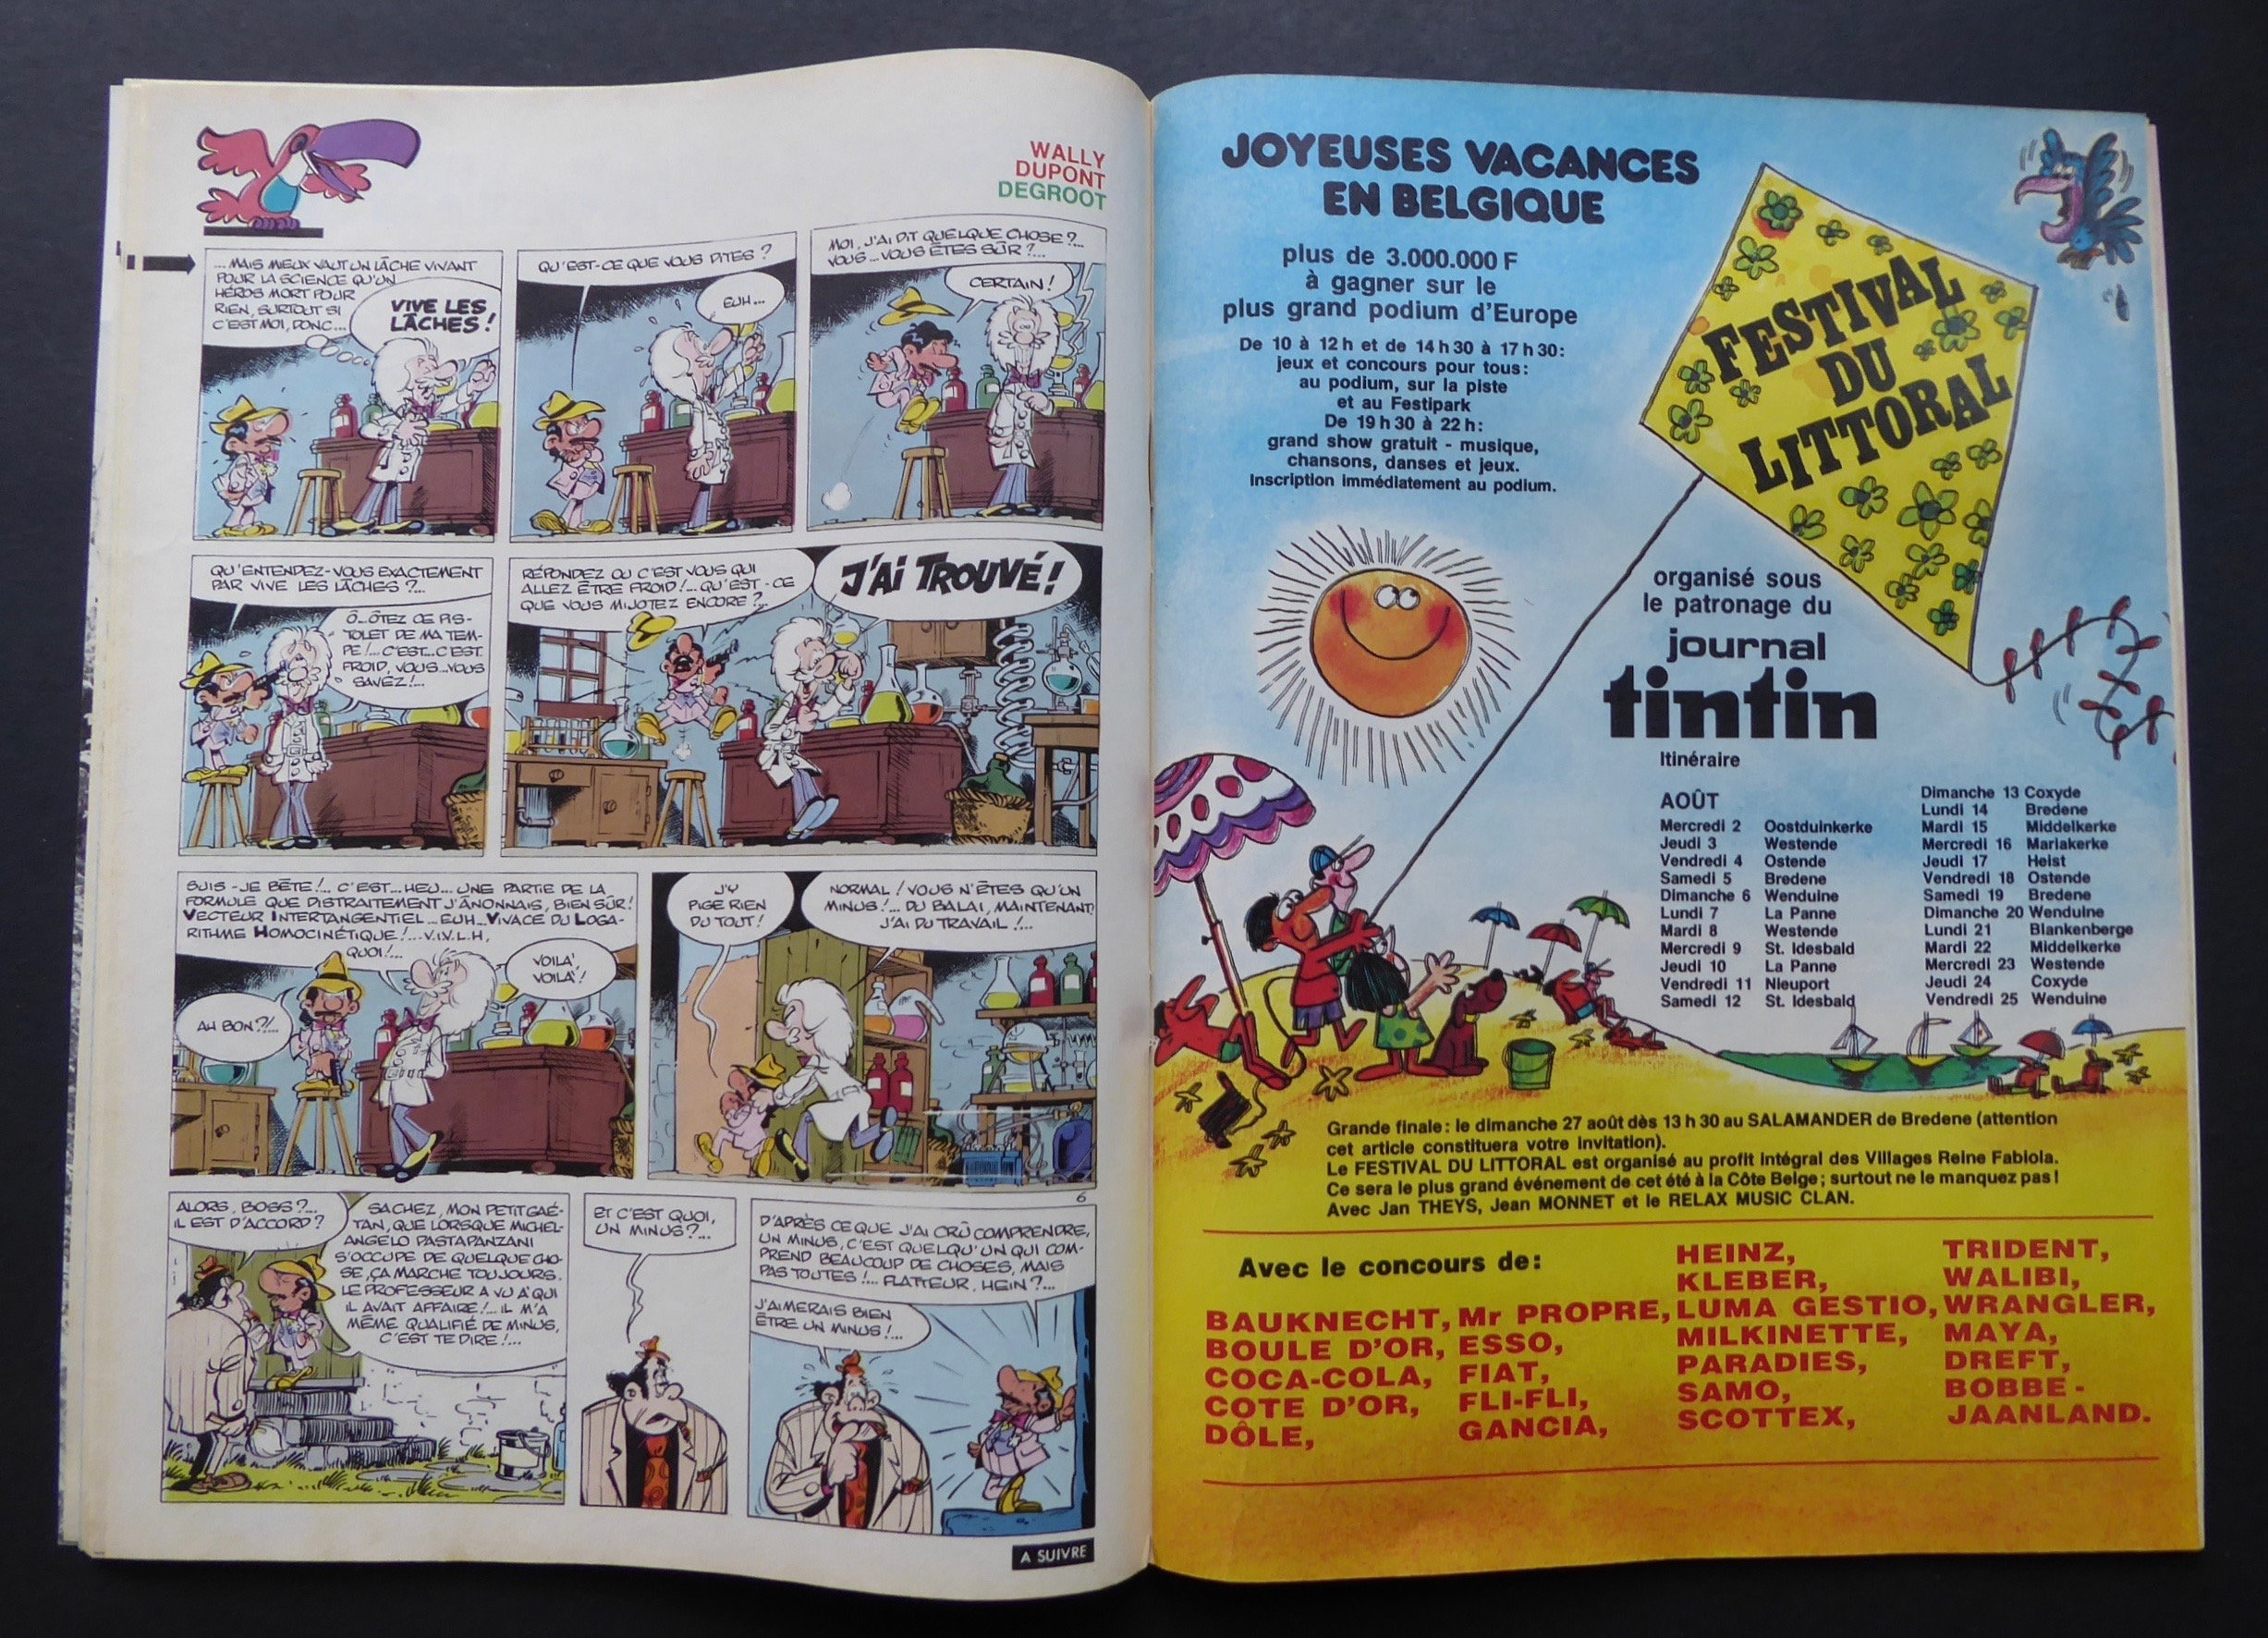 WALLY
DUPONT
DEGROOT
...MAIS MIEUX VAUT UN LÂCHE VIVANT
POUR LA SCIENCE QU'UN
HÉROS MORT POUR
RIEN, SURTOUT SI
C'EST MOI, DONC...
VIVE LES
LÂCHES!
QU'EST-CE QUE VOUS DITES?
EUH...
MOI, J'AI DIT QUELQUE CHOSE?...
VOUS...VOUS ÊTES SÛR?...
CERTAIN!
QU'ENTENDEZ-VOUS EXACTEMENT
PAR VIVE LES LÂCHES?...
Ô...ÔTEZ CE PIS-
TOLET DE MA TEM-
PE!...C'EST...C'EST
FROID, VOUS...VOUS
SAVEZ!...
RÉPONDEZ OU C'EST VOUS QUI
ALLEZ ÊTRE FROID!...QU'EST-CE
QUE VOUS MIJOTEZ ENCORE?...
J'AI TROUVÉ!
SUIS-JE BÊTE!... C'EST...HEU...UNE PARTIE DE LA
FORMULE QUE DISTRAITEMENT J'ÂNONNAIS, BIEN SÛR!
VECTEUR INTERTANGENTIEL...EUH...VIVACE DU LOGA-
RITHME HOMOCINÉTIQUE!...V.I.V.L.H,
QUOI!...
AH BON?!...
VOILÀ,
VOILÀ!
J'Y
PIGE RIEN
DU TOUT!
NORMAL! VOUS N'ÊTES QU'UN
MINUS!... DU BALAI, MAINTENANT,
J'AI DU TRAVAIL!...
6
ALORS, BOSS?...
IL EST D'ACCORD?
SACHEZ, MON PETIT GAÉ-
TAN, QUE LORSQUE MICHEL-
ANGELO PASTAPANZANI
S'OCCUPE DE QUELQUE CHO-
SE, ÇA MARCHE TOUJOURS.
LE PROFESSEUR A VU À QUI
IL AVAIT AFFAIRE!...IL M'A
MÊME QUALIFIÉ DE MINUS,
C'EST TE DIRE!...
ET C'EST QUOI,
UN MINUS?...
D'APRÈS CE QUE J'AI CRÛ COMPRENDRE,
UN MINUS, C'EST QUELQU'UN QUI COM-
PREND BEAUCOUP DE CHOSES, MAIS
PAS TOUTES!... FLATTEUR, HEIN?...
J'AIMERAIS BIEN
ÊTRE UN MINUS!...
A SUIVRE
JOYEUSES VACANCES
EN BELGIQUE
plus de 3.000.000 F
à gagner sur le
plus grand podium d'Europe
De 10 à 12 h et de 14 h 30 à 17 h 30:
jeux et concours pour tous:
au podium, sur la piste
et au Festipark
De 19 h 30 à 22 h:
grand show gratuit - musique,
chansons, danses et jeux.
Inscription immédiatement au podium.
FESTIVAL
DU
LITTORAL
organisé sous
le patronage du
journal
tintin
Itinéraire
AOÛT
Mercredi 2 Oostduinkerke
Jeudi 3 Westende
Vendredi 4 Ostende
Samedi 5 Bredene
Dimanche 6 Wenduine
Lundi 7 La Panne
Mardi 8 Westende
Mercredi 9 St. Idesbald
Jeudi 10 La Panne
Vendredi 11 Nieuport
Samedi 12 St. Idesbald
Dimanche 13 Coxyde
Lundi 14 Bredene
Mardi 15 Middelkerke
Mercredi 16 Mariakerke
Jeudi 17 Heist
Vendredi 18 Ostende
Samedi 19 Bredene
Dimanche 20 Wenduine
Lundi 21 Blankenberge
Mardi 22 Middelkerke
Mercredi 23 Westende
Jeudi 24 Coxyde
Vendredi 25 Wenduine
Grande finale: le dimanche 27 août dès 13 h 30 au SALAMANDER de Bredene (attention
cet article constituera votre invitation).
Le FESTIVAL DU LITTORAL est organisé au profit intégral des Villages Reine Fabiola.
Ce sera le plus grand événement de cet été à la Côte Belge; surtout ne le manquez pas!
Avec Jan THEYS, Jean MONNET et le RELAX MUSIC CLAN.
Avec le concours de:
BAUKNECHT,
BOULE D'OR,
COCA-COLA,
COTE D'OR,
DÔLE,
Mr PROPRE,
ESSO,
FIAT,
FLI-FLI,
GANCIA,
HEINZ,
KLEBER,
LUMA GESTIO,
MILKINETTE,
PARADIES,
SAMO,
SCOTTEX,
TRIDENT,
WALIBI,
WRANGLER,
MAYA,
DREFT,
BOBBE-
JAANLAND.